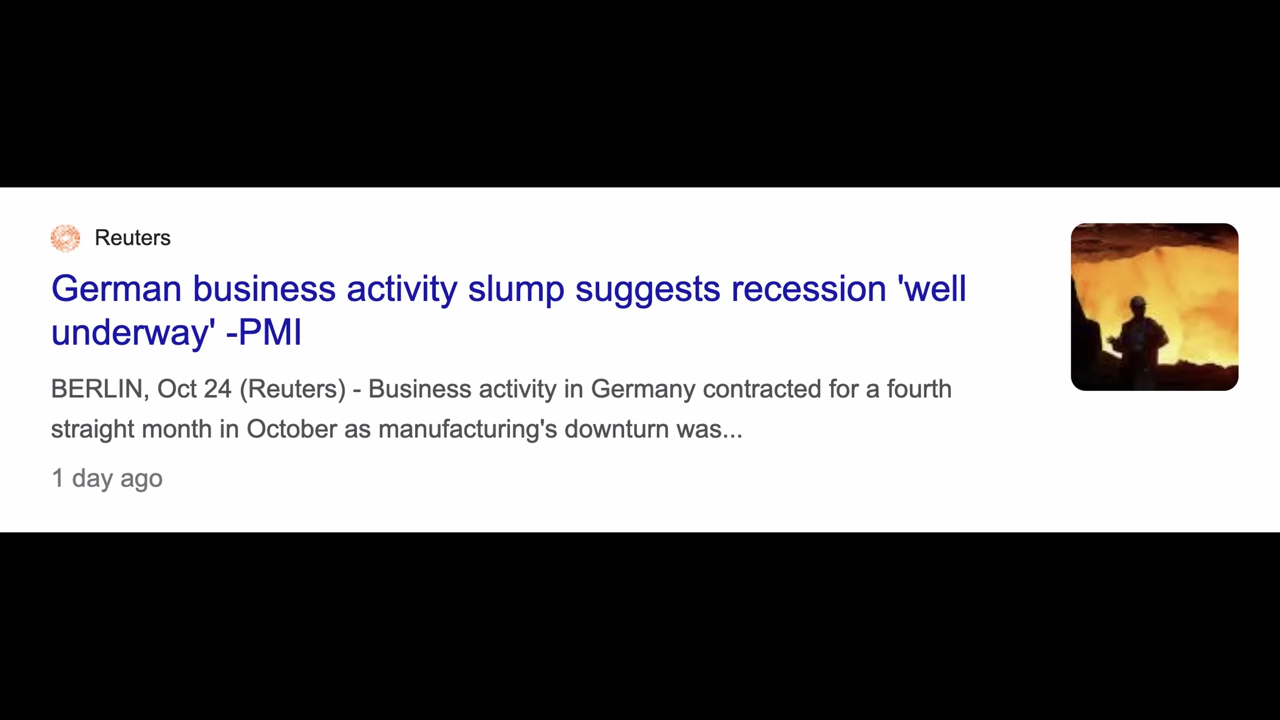 Reuters
German business activity slump suggests recession 'well
underway' -PMI
BERLIN, Oct 24 (Reuters) - Business activity in Germany contracted for a fourth
straight month in October as manufacturing's downturn was...
1 day ago